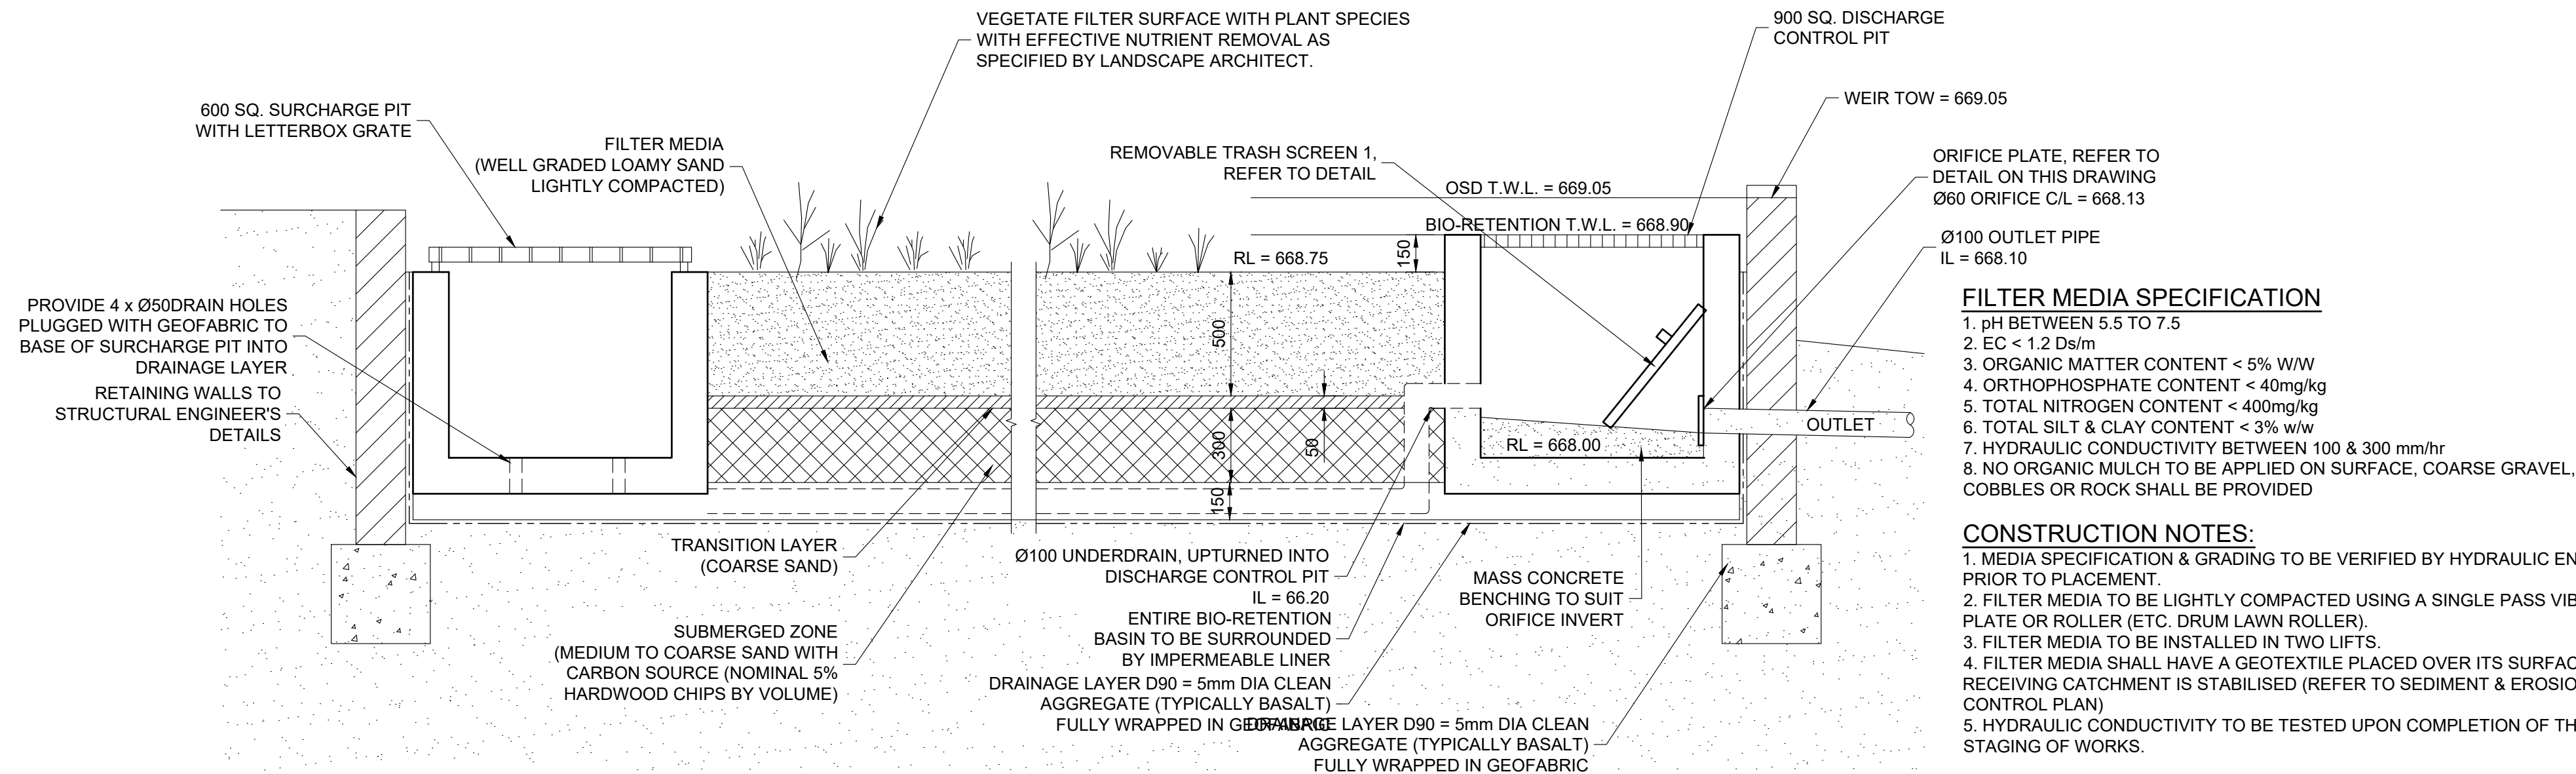 VEGETATE FILTER SURFACE WITH PLANT SPECIES
WITH EFFECTIVE NUTRIENT REMOVAL AS
SPECIFIED BY LANDSCAPE ARCHITECT.
900 SQ. DISCHARGE
CONTROL PIT
600 SQ. SURCHARGE PIT
WITH LETTERBOX GRATE
WEIR TOW = 669.05
FILTER MEDIA
(WELL GRADED LOAMY SAND
LIGHTLY COMPACTED)
REMOVABLE TRASH SCREEN 1,
REFER TO DETAIL
ORIFICE PLATE, REFER TO
DETAIL ON THIS DRAWING
Ø60 ORIFICE C/L = 668.13
OSD T.W.L. = 669.05
BIO-RETENTION T.W.L. = 668.90
Ø100 OUTLET PIPE
IL = 668.10
RL = 668.75
150
PROVIDE 4 x Ø50DRAIN HOLES
PLUGGED WITH GEOFABRIC TO
BASE OF SURCHARGE PIT INTO
DRAINAGE LAYER
RETAINING WALLS TO
STRUCTURAL ENGINEER'S
DETAILS
500
300
50
150
RL = 668.00
OUTLET
TRANSITION LAYER
(COARSE SAND)
SUBMERGED ZONE
(MEDIUM TO COARSE SAND WITH
CARBON SOURCE (NOMINAL 5%
HARDWOOD CHIPS BY VOLUME)
Ø100 UNDERDRAIN, UPTURNED INTO
DISCHARGE CONTROL PIT
IL = 66.20
ENTIRE BIO-RETENTION
BASIN TO BE SURROUNDED
BY IMPERMEABLE LINER
DRAINAGE LAYER D90 = 5mm DIA CLEAN
AGGREGATE (TYPICALLY BASALT)
FULLY WRAPPED IN GEOFABRIC
DRAINAGE LAYER D90 = 5mm DIA CLEAN
AGGREGATE (TYPICALLY BASALT)
FULLY WRAPPED IN GEOFABRIC
MASS CONCRETE
BENCHING TO SUIT
ORIFICE INVERT
FILTER MEDIA SPECIFICATION
1. pH BETWEEN 5.5 TO 7.5
2. EC < 1.2 Ds/m
3. ORGANIC MATTER CONTENT < 5% W/W
4. ORTHOPHOSPHATE CONTENT < 40mg/kg
5. TOTAL NITROGEN CONTENT < 400mg/kg
6. TOTAL SILT & CLAY CONTENT < 3% w/w
7. HYDRAULIC CONDUCTIVITY BETWEEN 100 & 300 mm/hr
8. NO ORGANIC MULCH TO BE APPLIED ON SURFACE, COARSE GRAVEL,
COBBLES OR ROCK SHALL BE PROVIDED
CONSTRUCTION NOTES:
1. MEDIA SPECIFICATION & GRADING TO BE VERIFIED BY HYDRAULIC EN
PRIOR TO PLACEMENT.
2. FILTER MEDIA TO BE LIGHTLY COMPACTED USING A SINGLE PASS VIB
PLATE OR ROLLER (ETC. DRUM LAWN ROLLER).
3. FILTER MEDIA TO BE INSTALLED IN TWO LIFTS.
4. FILTER MEDIA SHALL HAVE A GEOTEXTILE PLACED OVER ITS SURFAC
RECEIVING CATCHMENT IS STABILISED (REFER TO SEDIMENT & EROSIO
CONTROL PLAN)
5. HYDRAULIC CONDUCTIVITY TO BE TESTED UPON COMPLETION OF TH
STAGING OF WORKS.